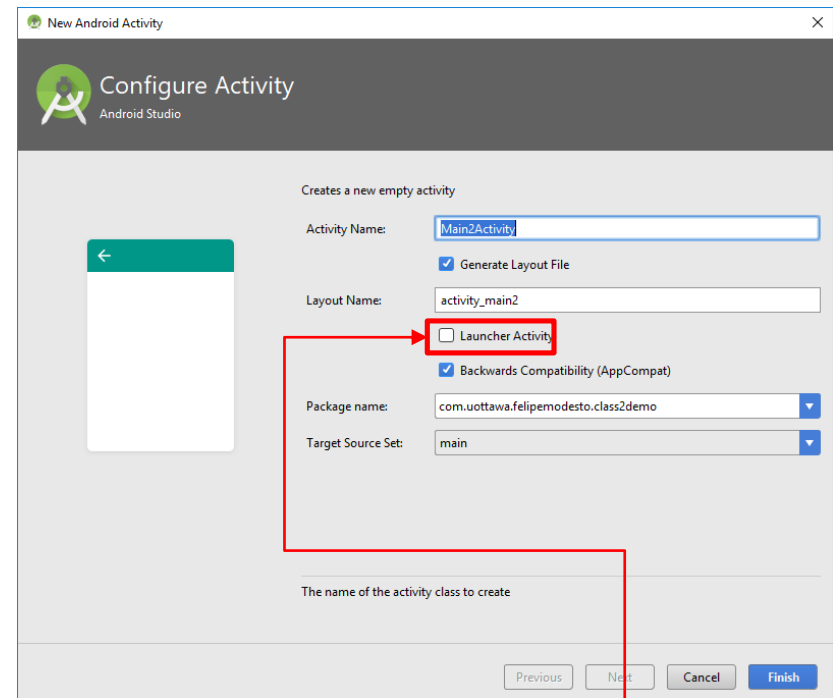 New Android Activity
Configure Activity
Android Studio
Creates a new empty activity
Activity Name: Main2Activity
Generate Layout File
Layout Name: activity_main2
Launcher Activity
Backwards Compatibility (AppCompat)
Package name: com.uottawa.felipemodesto.class2demo
Target Source Set: main
The name of the activity class to create
Previous Next Cancel Finish